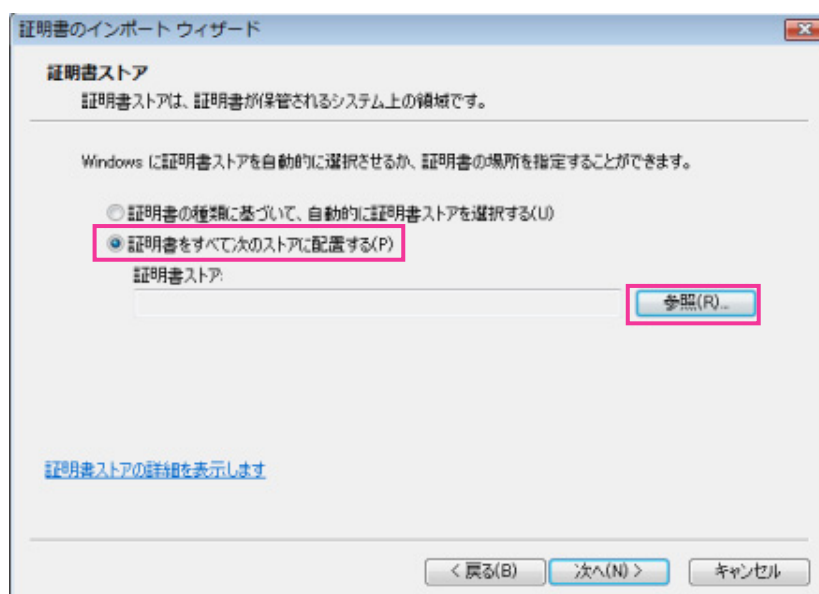 証明書のインポート ウィザード
証明書ストア
証明書ストアは、証明書が保管されるシステム上の領域です。
Windows に証明書ストアを自動的に選択させるか、証明書の場所を指定することができます。
証明書の種類に基づいて、自動的に証明書ストアを選択する(U)
証明書をすべて次のストアに配置する(P)
証明書ストア:
参照(R)...
証明書ストアの詳細を表示します
< 戻る(B) 次へ(N) > キャンセル